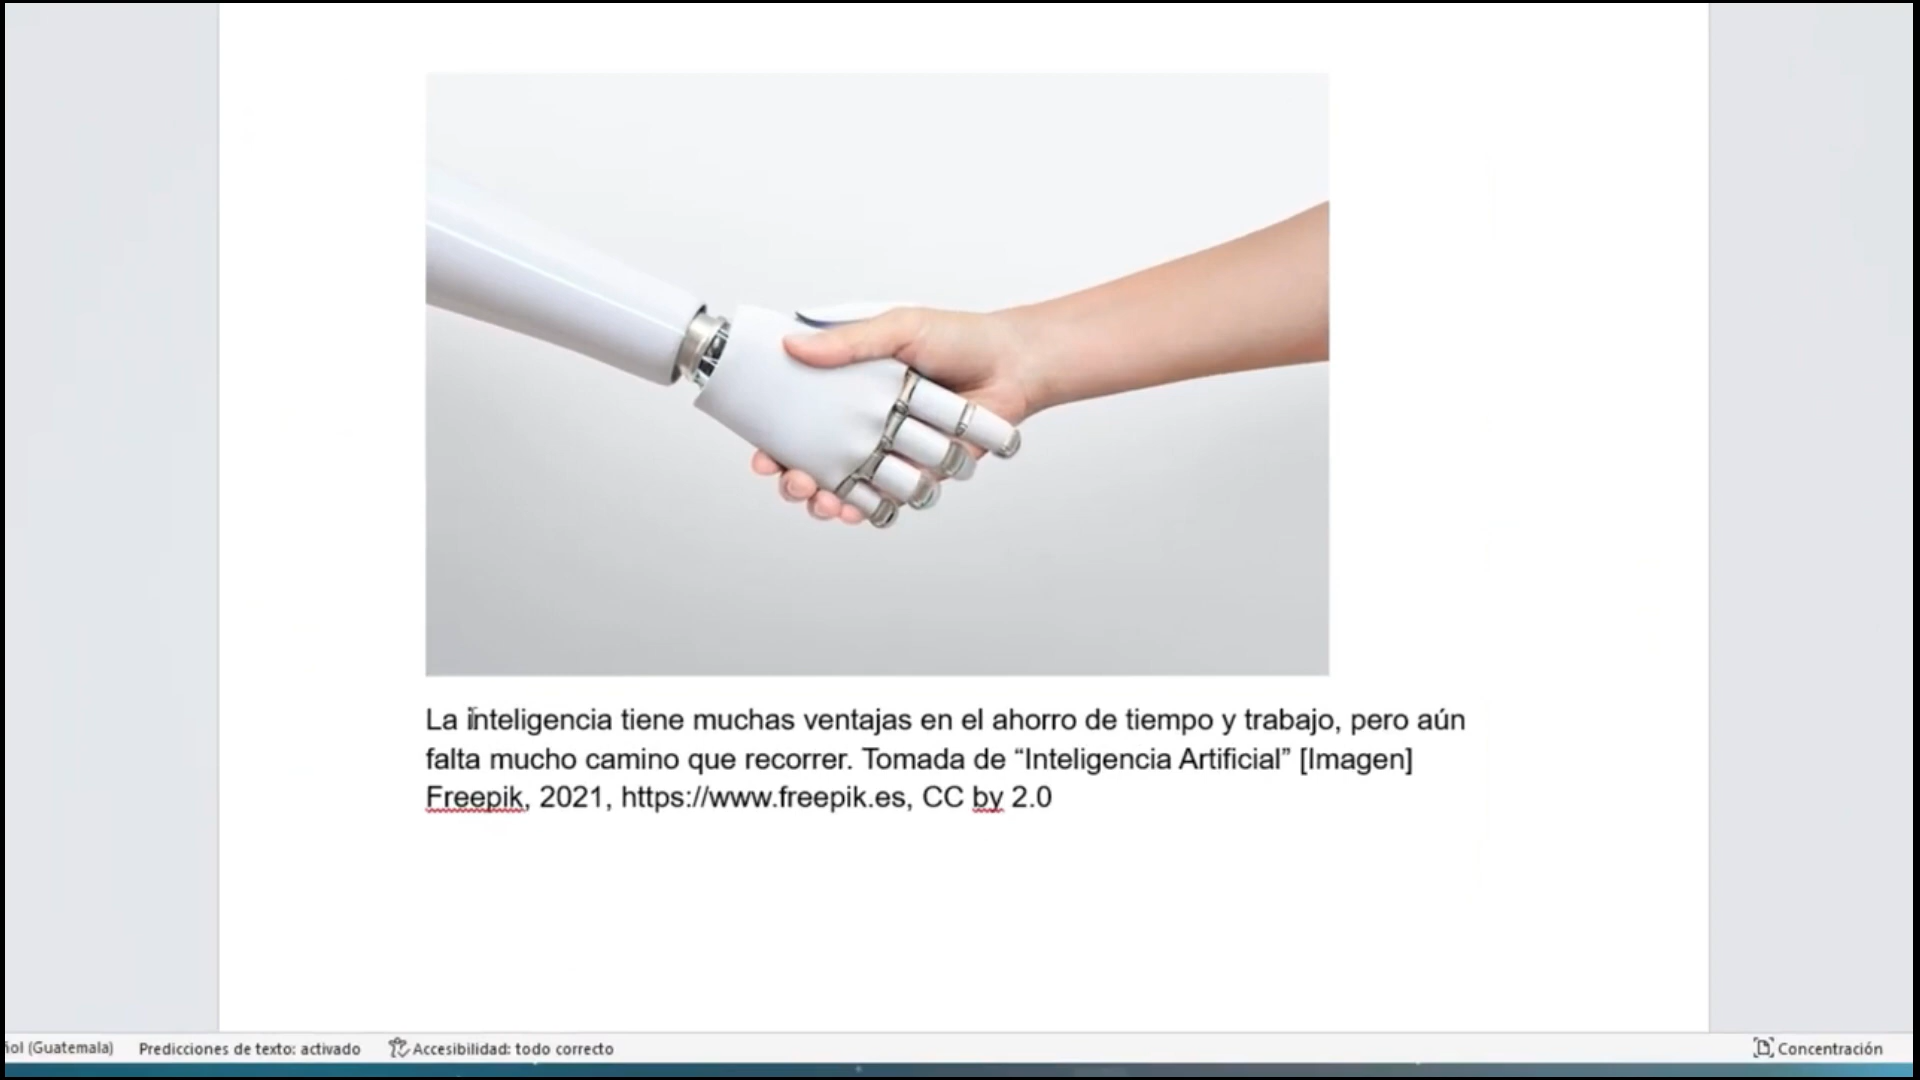 La inteligencia tiene muchas ventajas en el ahorro de tiempo y trabajo, pero aún
falta mucho camino que recorrer. Tomada de “Inteligencia Artificial” [Imagen]
Freepik, 2021, https://www.freepik.es, CC by 2.0
(Guatemala) Predicciones de texto: activado Accesibilidad: todo correcto Concentración